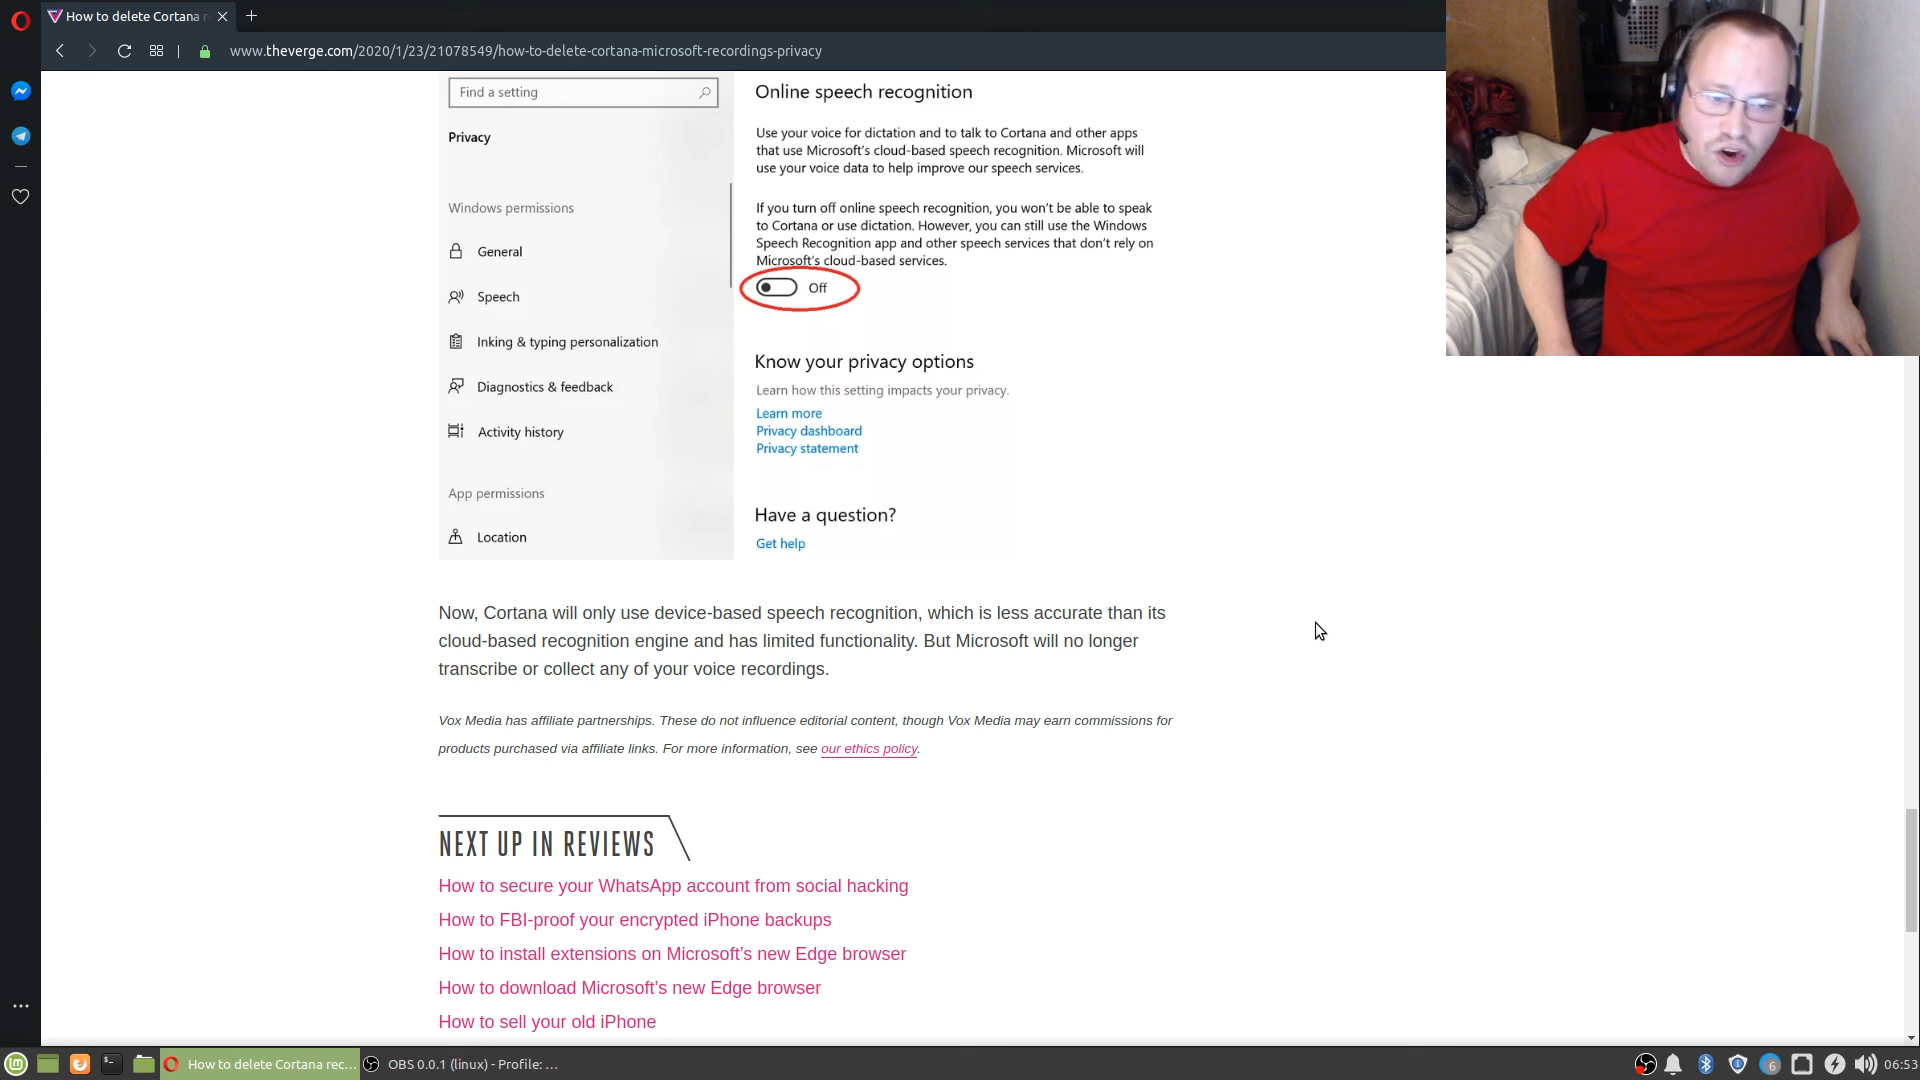 How to delete Cortana r
www.theverge.com/2020/1/23/21078549/how-to-delete-cortana-microsoft-recordings-privacy
Find a setting
Privacy
Windows permissions
General
Speech
Inking & typing personalization
Diagnostics & feedback
Activity history
App permissions
Location
Online speech recognition
Use your voice for dictation and to talk to Cortana and other apps
that use Microsoft's cloud-based speech recognition. Microsoft will
use your voice data to help improve our speech services.
If you turn off online speech recognition, you won't be able to speak
to Cortana or use dictation. However, you can still use the Windows
Speech Recognition app and other speech services that don't rely on
Microsoft's cloud-based services.
Off
Know your privacy options
Learn how this setting impacts your privacy.
Learn more
Privacy dashboard
Privacy statement
Have a question?
Get help
Now, Cortana will only use device-based speech recognition, which is less accurate than its
cloud-based recognition engine and has limited functionality. But Microsoft will no longer
transcribe or collect any of your voice recordings.
Vox Media has affiliate partnerships. These do not influence editorial content, though Vox Media may earn commissions for
products purchased via affiliate links. For more information, see our ethics policy.
NEXT UP IN REVIEWS
How to secure your WhatsApp account from social hacking
How to FBI-proof your encrypted iPhone backups
How to install extensions on Microsoft’s new Edge browser
How to download Microsoft’s new Edge browser
How to sell your old iPhone
How to delete Cortana rec...
OBS 0.0.1 (linux) - Profile: ...
6
06:53